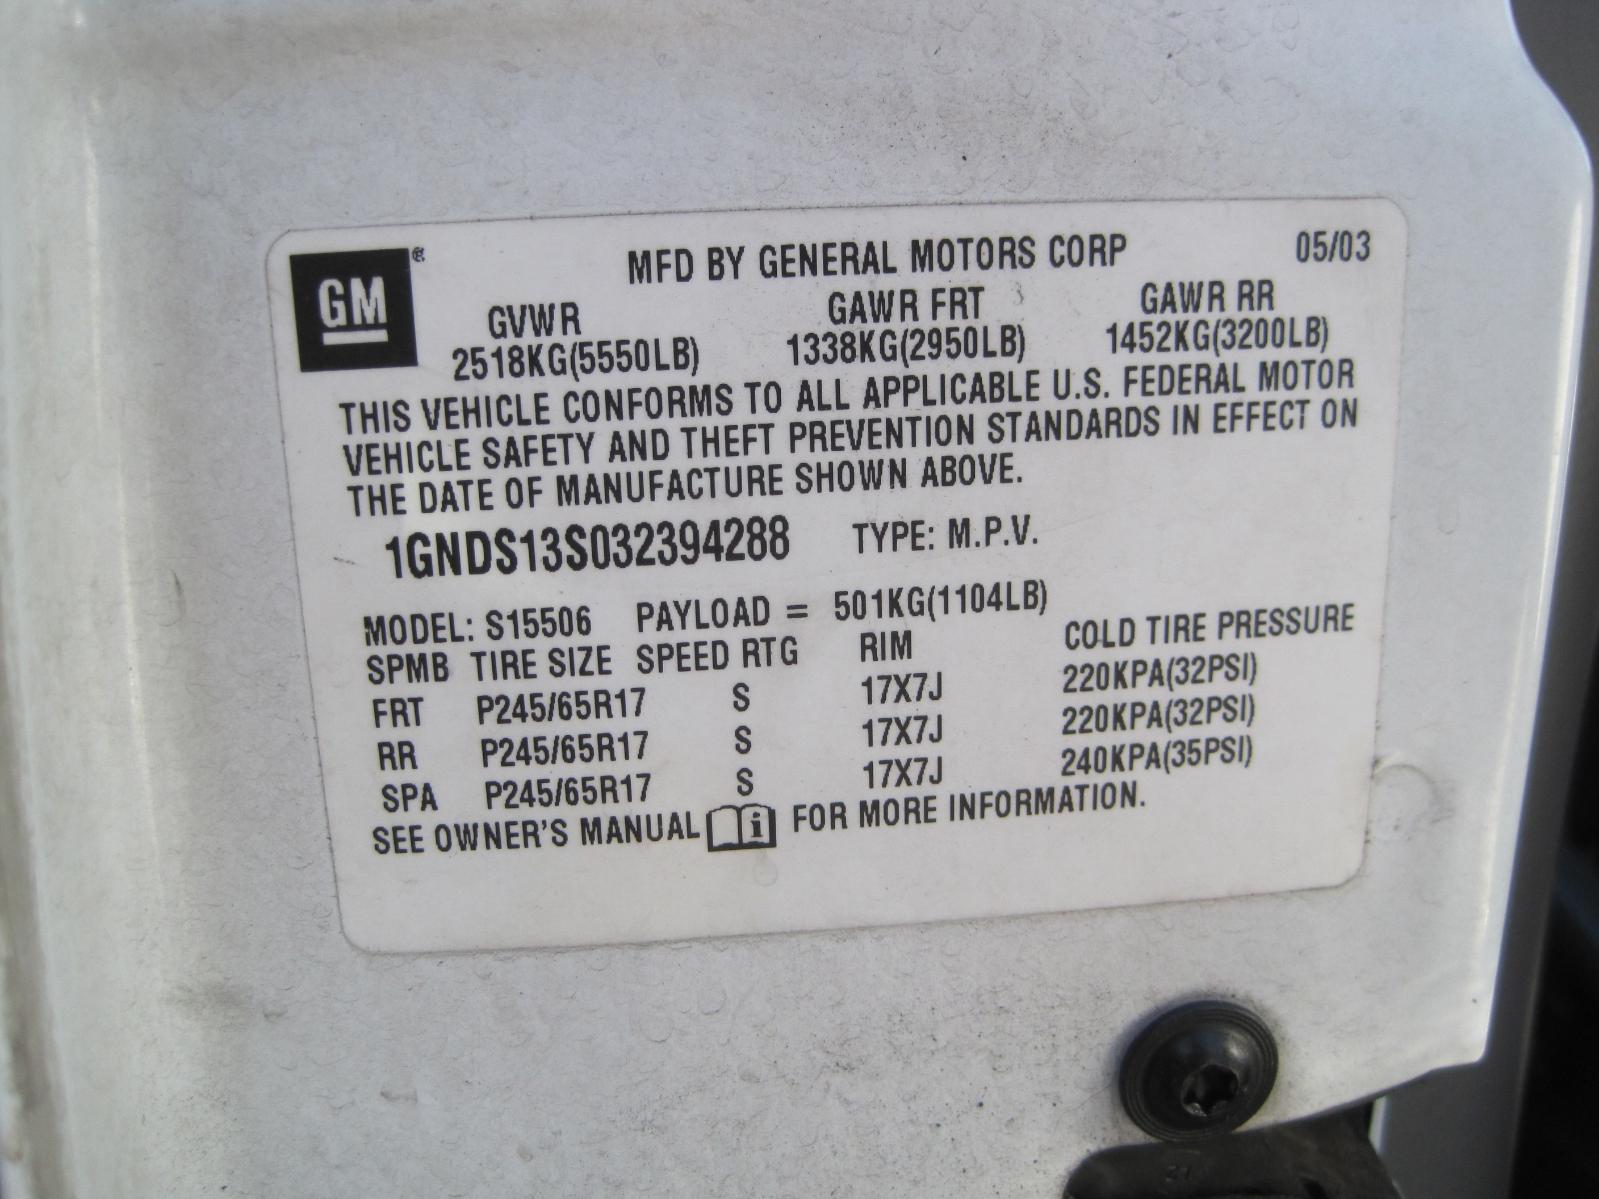 GM ®
MFD BY GENERAL MOTORS CORP 05/03
GVWR GAWR FRT GAWR RR
2518KG(5550LB) 1338KG(2950LB) 1452KG(3200LB)
THIS VEHICLE CONFORMS TO ALL APPLICABLE U.S. FEDERAL MOTOR
VEHICLE SAFETY AND THEFT PREVENTION STANDARDS IN EFFECT ON
THE DATE OF MANUFACTURE SHOWN ABOVE.
1GNDS13S032394288 TYPE: M.P.V.
MODEL: S15506 PAYLOAD = 501KG(1104LB)
SPMB TIRE SIZE SPEED RTG RIM COLD TIRE PRESSURE
FRT P245/65R17 S 17X7J 220KPA(32PSI)
RR P245/65R17 S 17X7J 220KPA(32PSI)
SPA P245/65R17 S 17X7J 240KPA(35PSI)
SEE OWNER'S MANUAL i FOR MORE INFORMATION.